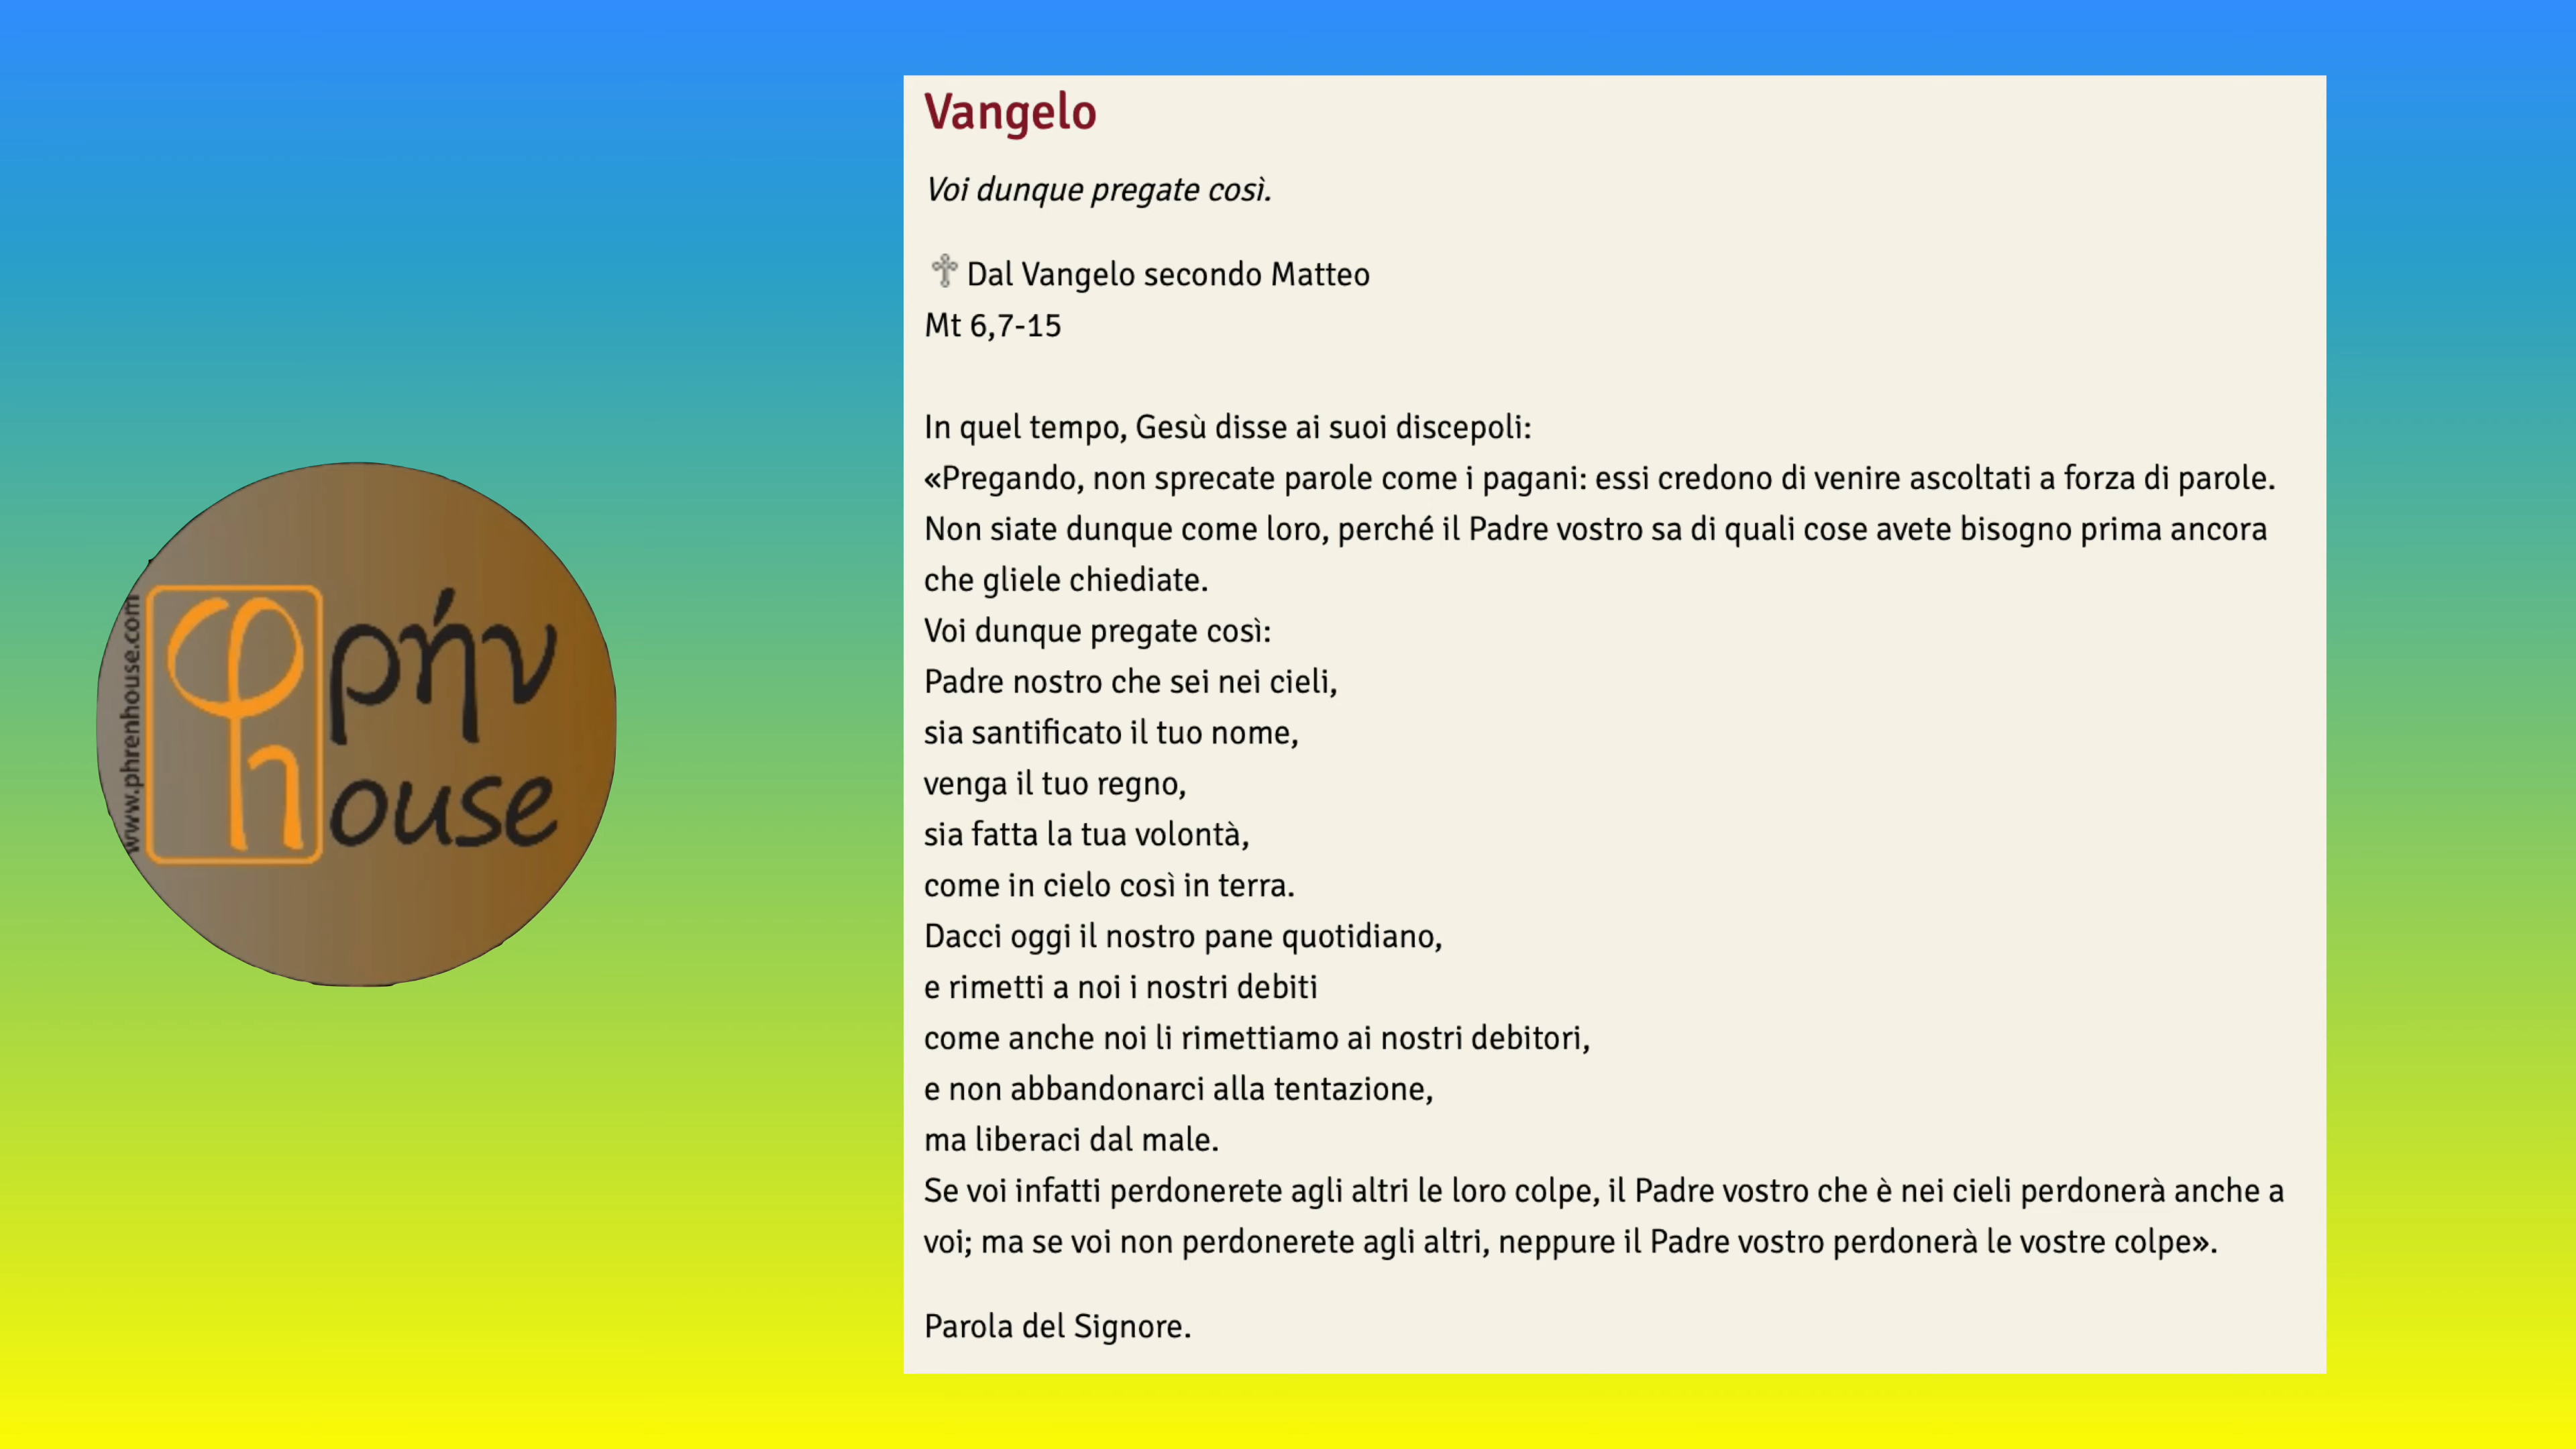 www.phrenhouse.com
φρήν
house
Vangelo
Voi dunque pregate così.
Dal Vangelo secondo Matteo
Mt 6,7-15
In quel tempo, Gesù disse ai suoi discepoli:
«Pregando, non sprecate parole come i pagani: essi credono di venire ascoltati a forza di parole.
Non siate dunque come loro, perché il Padre vostro sa di quali cose avete bisogno prima ancora
che gliele chiediate.
Voi dunque pregate così:
Padre nostro che sei nei cieli,
sia santificato il tuo nome,
venga il tuo regno,
sia fatta la tua volontà,
come in cielo così in terra.
Dacci oggi il nostro pane quotidiano,
e rimetti a noi i nostri debiti
come anche noi li rimettiamo ai nostri debitori,
e non abbandonarci alla tentazione,
ma liberaci dal male.
Se voi infatti perdonerete agli altri le loro colpe, il Padre vostro che è nei cieli perdonerà anche a
voi; ma se voi non perdonerete agli altri, neppure il Padre vostro perdonerà le vostre colpe».
Parola del Signore.